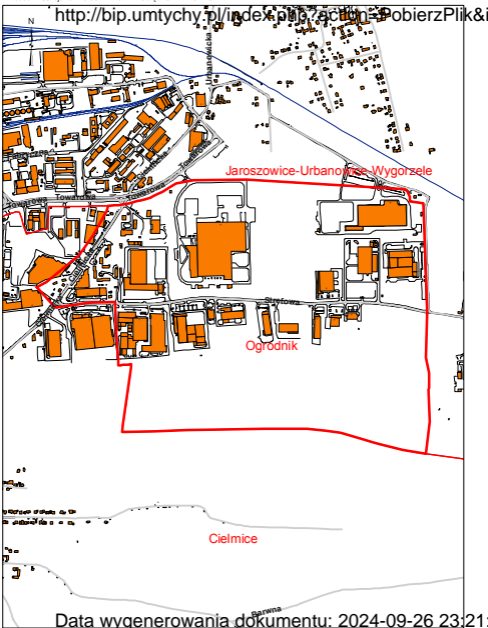 http://bip.umtychy.pl/index.php?action=PobierzPlik&i
N
Urbanowicka
Jaroszowice-Urbanowice-Wygorzele
Towarowa
Towarowa
Strefowa
Ogrodnik
Cielmice
Barwna
Data wygenerowania dokumentu: 2024-09-26 23:21: